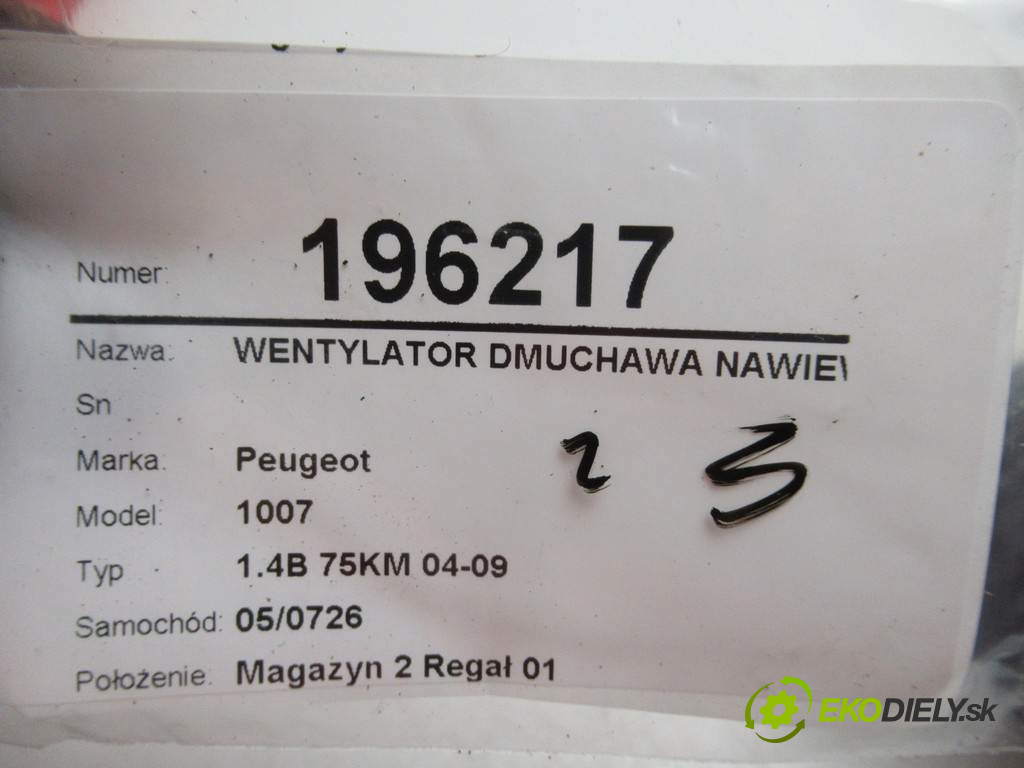 Numer: 196217
Nazwa: WENTYLATOR DMUCHAWA NAWIEW
Sn
Marka: Peugeot
2 3
Model: 1007
Typ 1.4B 75KM 04-09
Samochód: 05/0726
Położenie: Magazyn 2 Regał 01
EKODIELY.sk